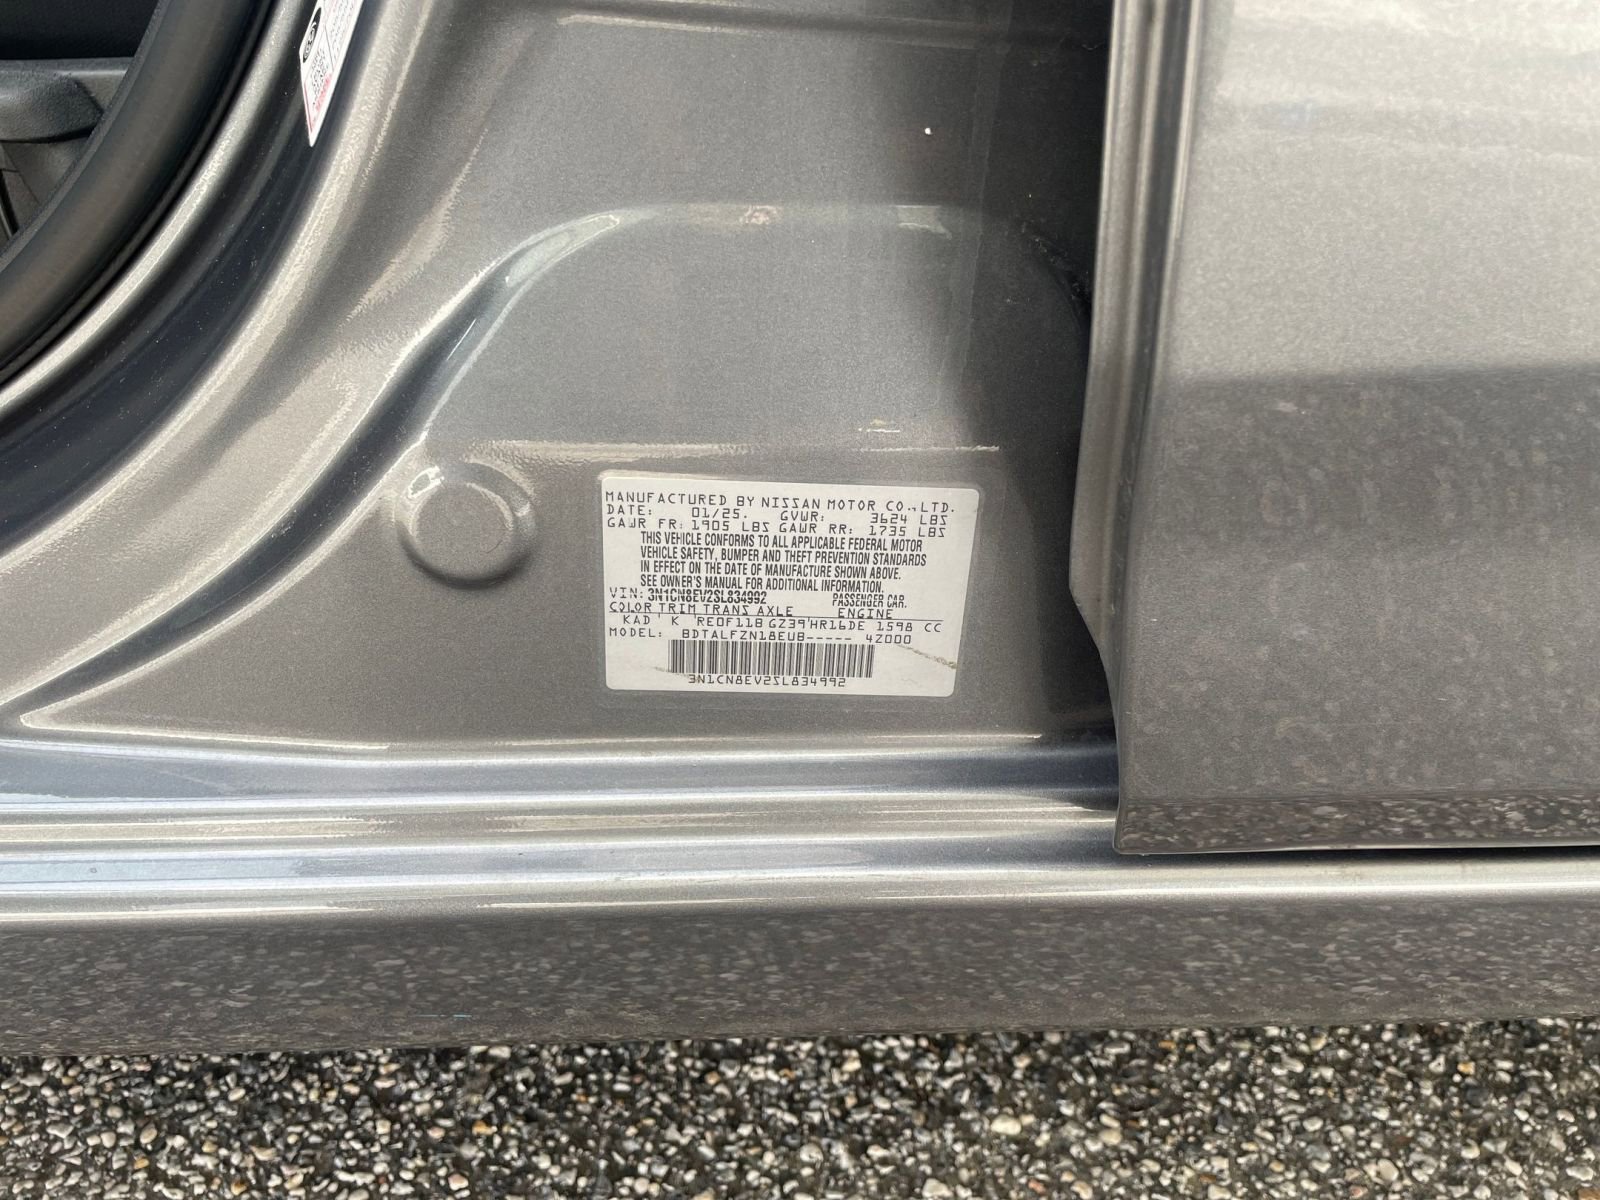 MANUFACTURED BY NISSAN MOTOR CO., LTD.
DATE: 01/25. GVWR: 3624 LBS
GAWR FR: 1905 LBS GAWR RR: 1735 LBS
THIS VEHICLE CONFORMS TO ALL APPLICABLE FEDERAL MOTOR
VEHICLE SAFETY, BUMPER AND THEFT PREVENTION STANDARDS
IN EFFECT ON THE DATE OF MANUFACTURE SHOWN ABOVE.
SEE OWNER'S MANUAL FOR ADDITIONAL INFORMATION.
VIN: 3N1CN8EV2SL834992 PASSENGER CAR.
COLOR TRIM TRANS AXLE ENGINE
KAD ' K ' RE0F11B GZ39'HR16DE 1598 CC
MODEL: BDTALFZN18EUB----- 42000
3N1CN8EV2SL834992